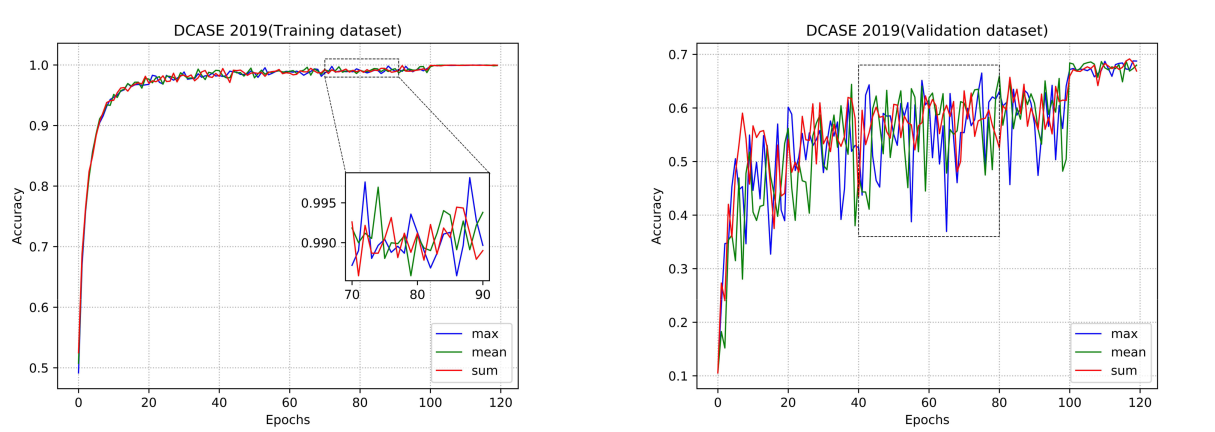 DCASE 2019(Training dataset)
1.0
0.9
0.8
0.7
0.6
0.5
Accuracy
0.995
0.990
70
80
90
max
mean
sum
0
20
40
60
80
100
120
Epochs
DCASE 2019(Validation dataset)
0.7
0.6
0.5
0.4
0.3
0.2
0.1
Accuracy
max
mean
sum
0
20
40
60
80
100
120
Epochs